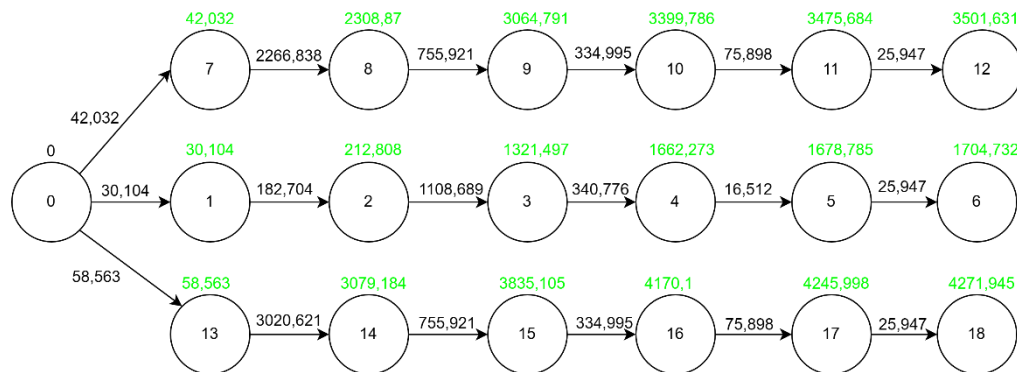 42,032 2308,87 3064,791 3399,786 3475,684 3501,631
7 2266,838 8 755,921 9 334,995 10 75,898 11 25,947 12
42,032
0 30,104 212,808 1321,497 1662,273 1678,785 1704,732
0 30,104 1 182,704 2 1108,689 3 340,776 4 16,512 5 25,947 6
58,563
58,563 3079,184 3835,105 4170,1 4245,998 4271,945
13 3020,621 14 755,921 15 334,995 16 75,898 17 25,947 18